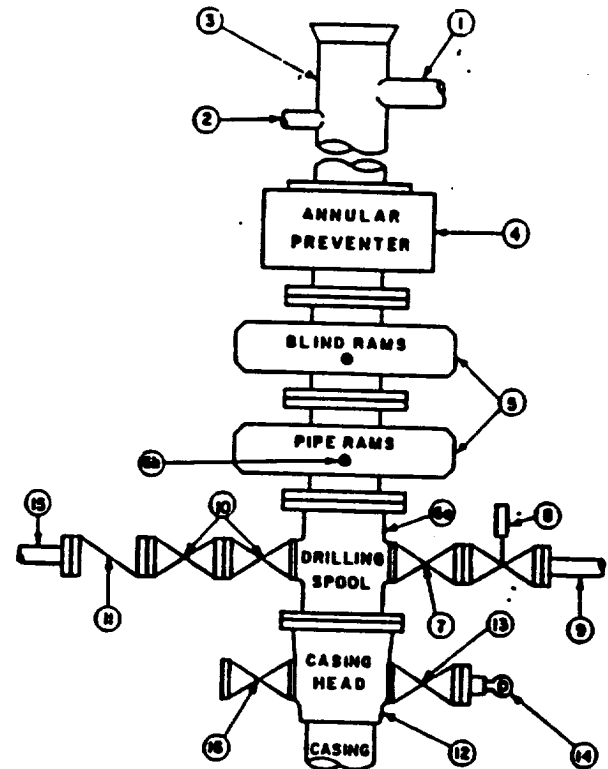 3
1
2
ANNULAR
PREVENTER
4
BLIND RAMS
5
PIPE RAMS
6b
6a
15
10
8
DRILLING
SPOOL
11
7
9
13
CASING
HEAD
16
12
14
CASING